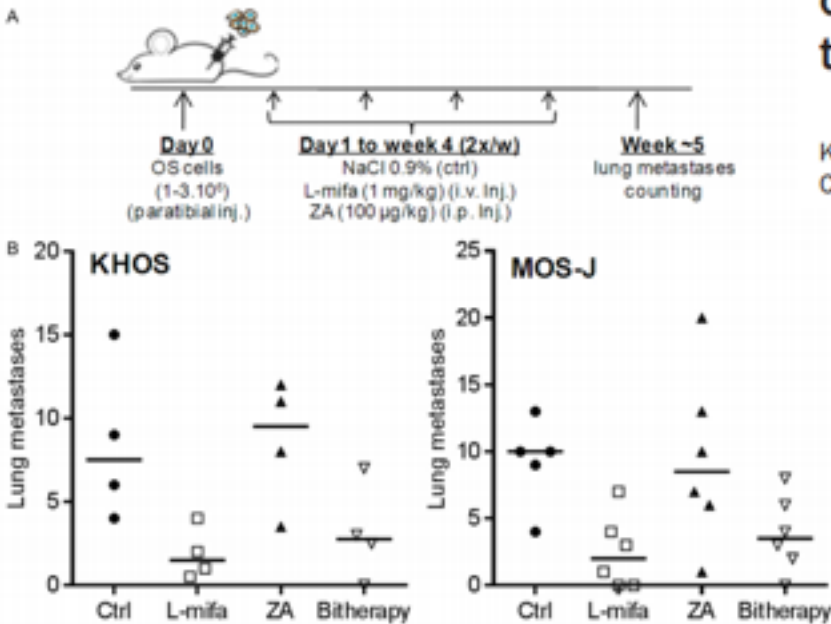 A
Day 0
OS cells
(1-3.10⁶)
(paratibial inj.)
Day 1 to week 4 (2x/w)
NaCl 0.9% (ctrl)
L-mifa (1 mg/kg) (i.v. Inj.)
ZA (100 µg/kg) (i.p. Inj.)
Week ~5
lung metastases
counting
B
KHOS
Lung metastases
20
15
10
5
0
Ctrl L-mifa ZA Bitherapy
MOS-J
Lung metastases
25
20
15
10
5
0
Ctrl L-mifa ZA Bitherapy
t
K